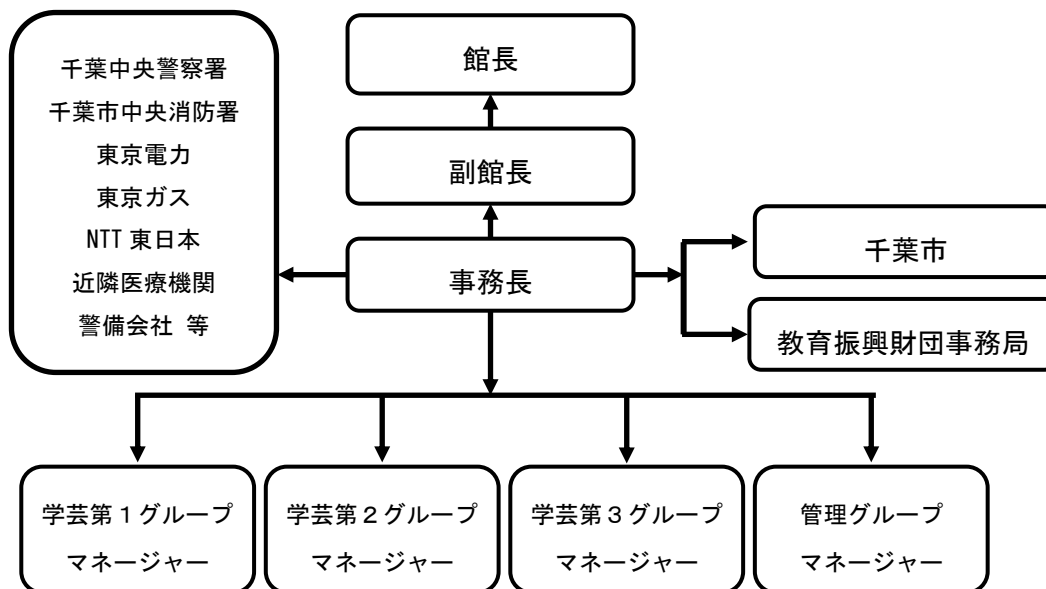 千葉中央警察署
千葉市中央消防署
東京電力
東京ガス
NTT 東日本
近隣医療機関
警備会社 等
館長
副館長
事務長
千葉市
教育振興財団事務局
学芸第１グループ
マネージャー
学芸第２グループ
マネージャー
学芸第３グループ
マネージャー
管理グループ
マネージャー